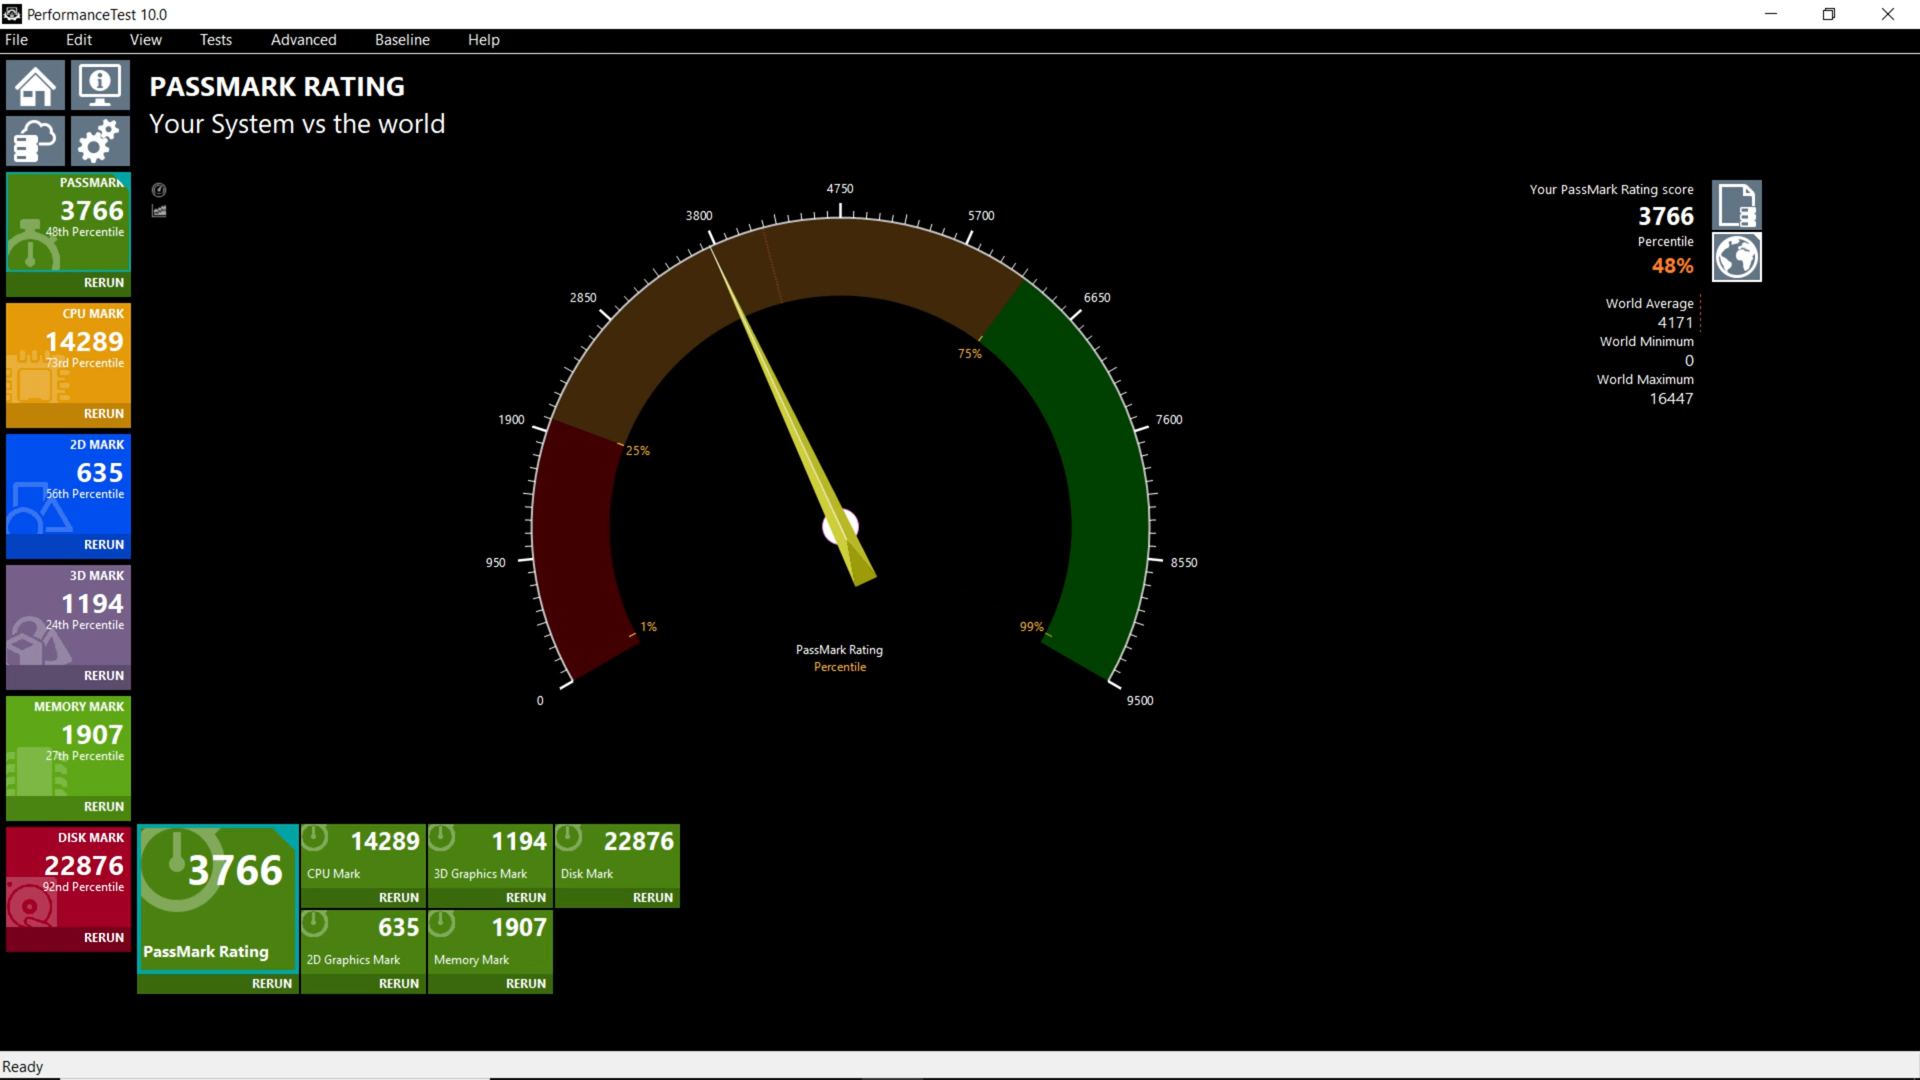 PerformanceTest 10.0
File Edit View Tests Advanced Baseline Help
PASSMARK RATING
Your System vs the world
PASSMARK
3766
48th Percentile
RERUN
CPU MARK
14289
73rd Percentile
RERUN
2D MARK
635
56th Percentile
RERUN
3D MARK
1194
24th Percentile
RERUN
MEMORY MARK
1907
27th Percentile
RERUN
DISK MARK
22876
92nd Percentile
RERUN
0
950
1900
2850
3800
4750
5700
6650
7600
8550
9500
1%
25%
75%
99%
PassMark Rating
Percentile
Your PassMark Rating score
3766
Percentile
48%
World Average
4171
World Minimum
0
World Maximum
16447
3766
PassMark Rating
RERUN
14289
CPU Mark
RERUN
1194
3D Graphics Mark
RERUN
22876
Disk Mark
RERUN
635
2D Graphics Mark
RERUN
1907
Memory Mark
RERUN
Ready